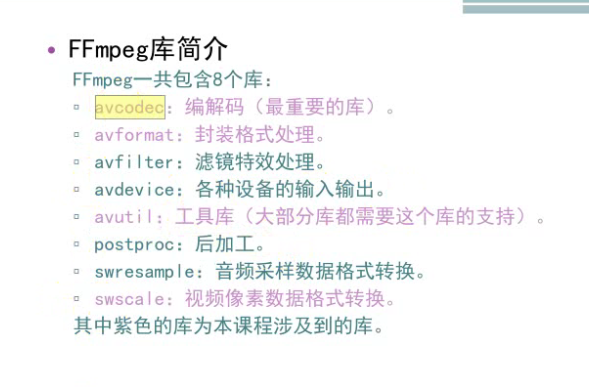 • FFmpeg库简介
FFmpeg一共包含8个库：
▫ avcodec：编解码（最重要的库）。
▫ avformat：封装格式处理。
▫ avfilter：滤镜特效处理。
▫ avdevice：各种设备的输入输出。
▫ avutil：工具库（大部分库都需要这个库的支持）。
▫ postproc：后加工。
▫ swresample：音频采样数据格式转换。
▫ swscale：视频像素数据格式转换。
其中紫色的库为本课程涉及到的库。